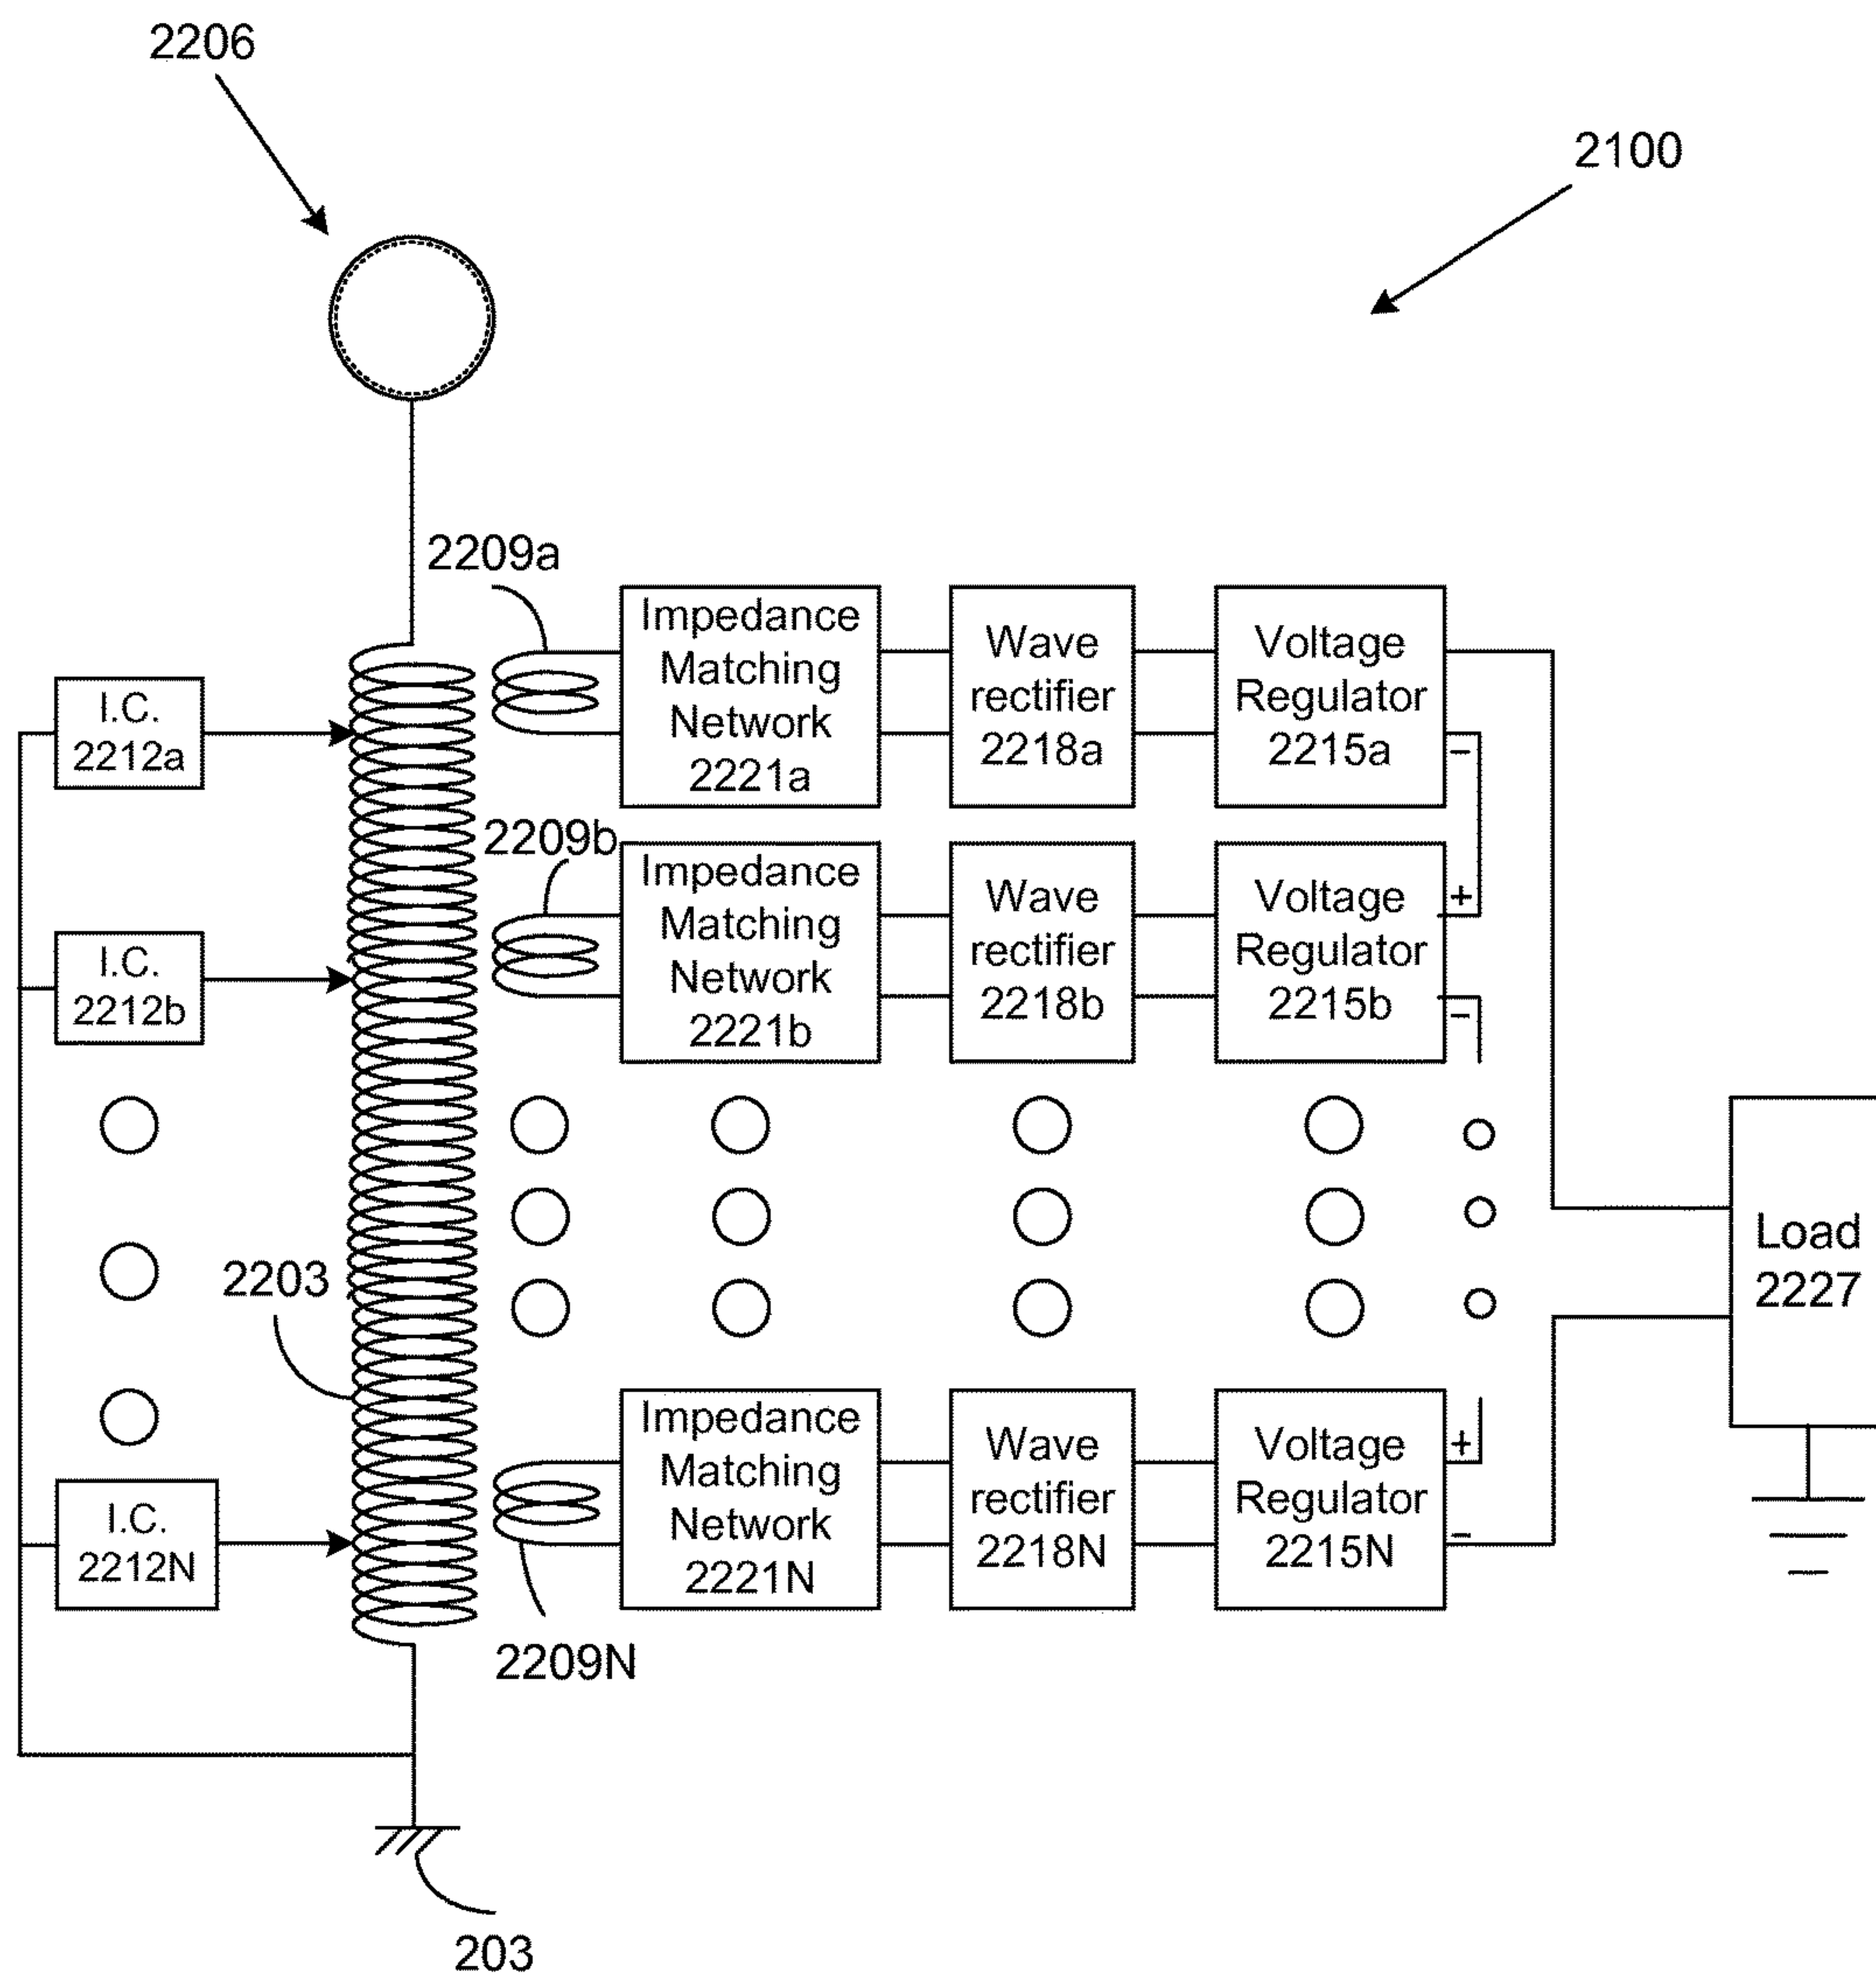 2206
2100
2209a
Impedance
Matching
Network
2221a
Wave
rectifier
2218a
Voltage
Regulator
2215a
−
I.C.
2212a
2209b
Impedance
Matching
Network
2221b
Wave
rectifier
2218b
Voltage
Regulator
2215b
+
−
I.C.
2212b
2203
Load
2227
Impedance
Matching
Network
2221N
Wave
rectifier
2218N
Voltage
Regulator
2215N
+
−
I.C.
2212N
2209N
203